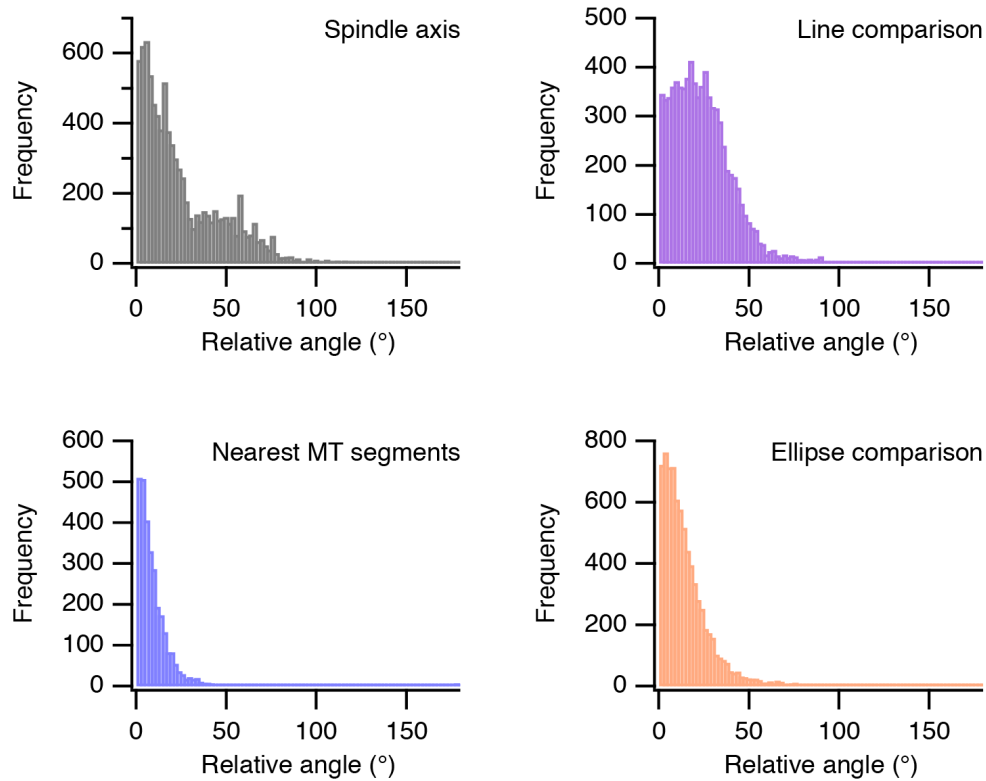 Spindle axis
600
400
200
0
Frequency
0 50 100 150
Relative angle (°)
Line comparison
500
400
300
200
100
0
Frequency
0 50 100 150
Relative angle (°)
Nearest MT segments
600
500
400
300
200
100
0
Frequency
0 50 100 150
Relative angle (°)
Ellipse comparison
800
600
400
200
0
Frequency
0 50 100 150
Relative angle (°)